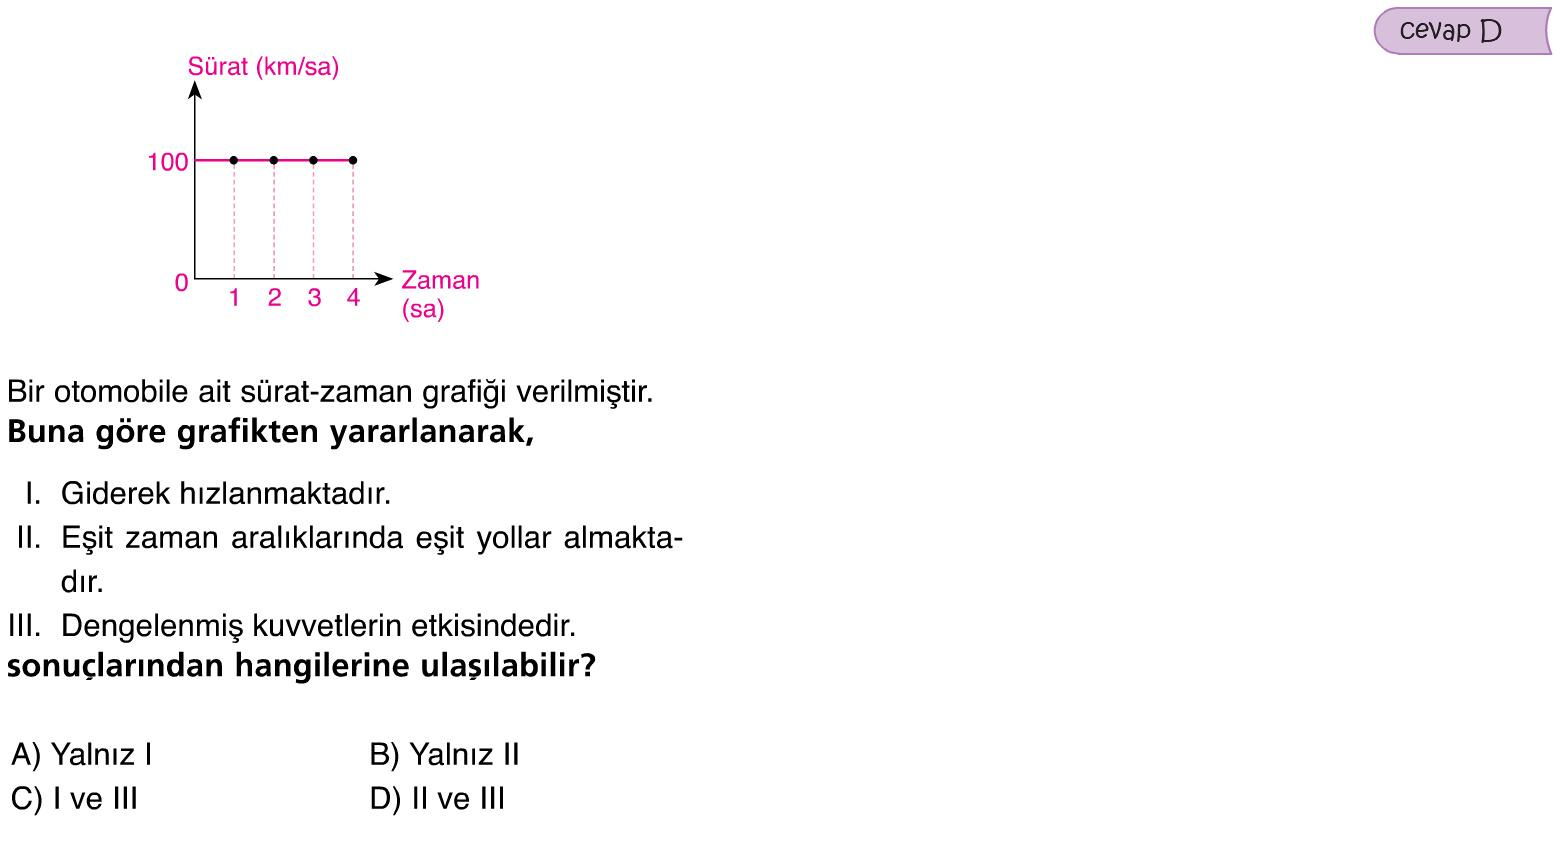 cevap D
Sürat (km/sa)
100
0
1 2 3 4
Zaman
(sa)
Bir otomobile ait sürat-zaman grafiği verilmiştir.
Buna göre grafikten yararlanarak,
I. Giderek hızlanmaktadır.
II. Eşit zaman aralıklarında eşit yollar almakta-
dır.
III. Dengelenmiş kuvvetlerin etkisindedir.
sonuçlarından hangilerine ulaşılabilir?
A) Yalnız I B) Yalnız II
C) I ve III D) II ve III